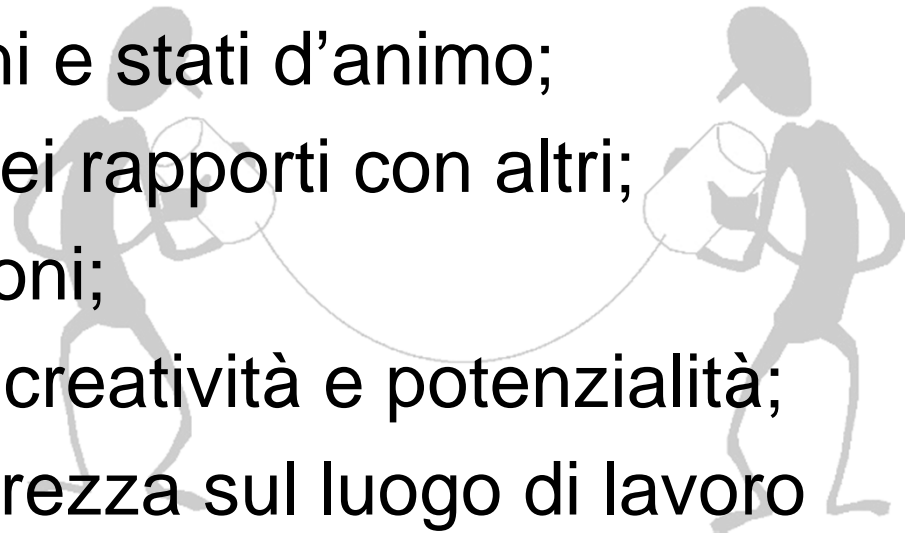 ni e stati d’animo;
ei rapporti con altri;
oni;
creatività e potenzialità;
rezza sul luogo di lavoro